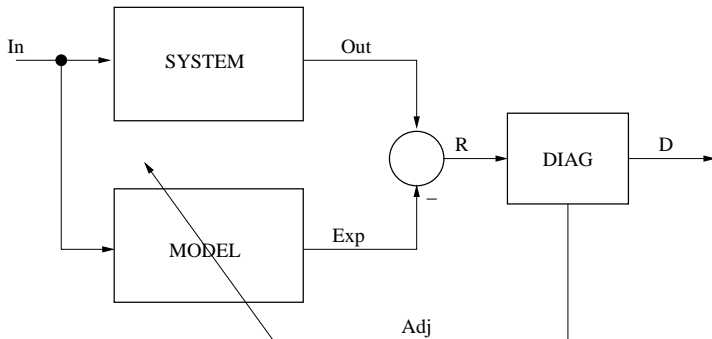 In
SYSTEM
Out
R
DIAG
D
–
MODEL
Exp
Adj